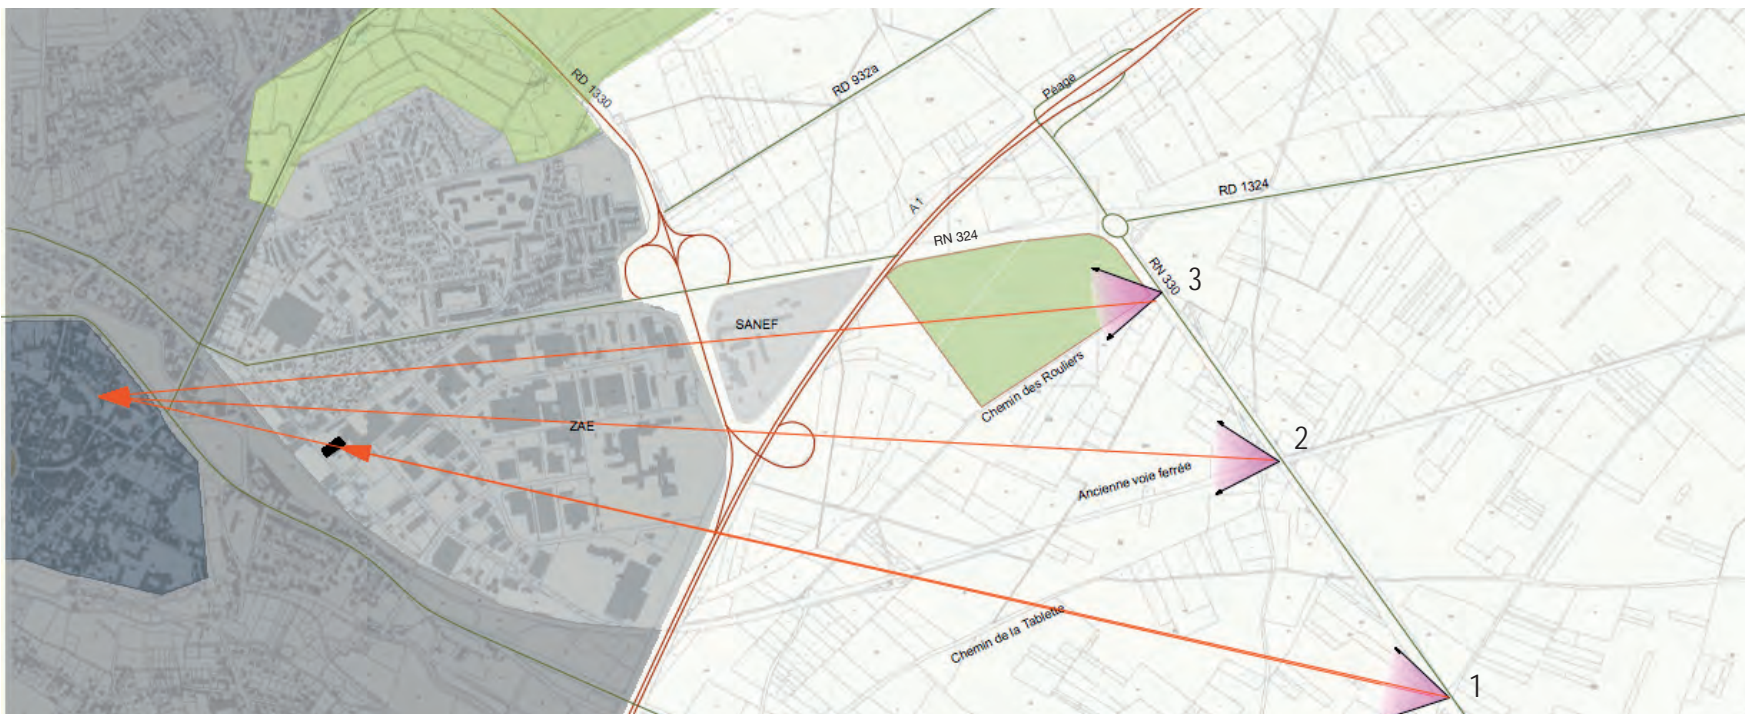 RD 1330
RD 932a
Péage
RD 1324
A 1
RN 324
RN 330
3
SANEF
Chemin des Rouliers
ZAE
2
Ancienne voie ferrée
Chemin de la Tablette
1